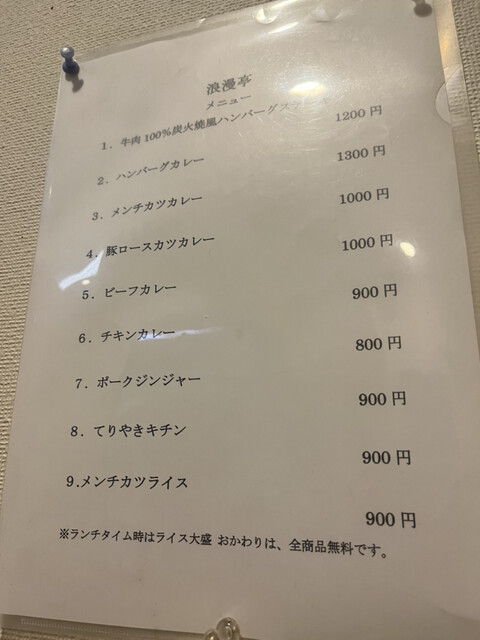 浪漫亭
メニュー
1．牛肉100%炭火焼風ハンバーグステーキ 1200円
2．ハンバーグカレー 1300円
3．メンチカツカレー 1000円
4．豚ロースカツカレー 1000円
5．ビーフカレー 900円
6．チキンカレー 800円
7．ポークジンジャー 900円
8．てりやきキチン 900円
9.メンチカツライス 900円
※ランチタイム時はライス大盛 おかわりは、全商品無料です。